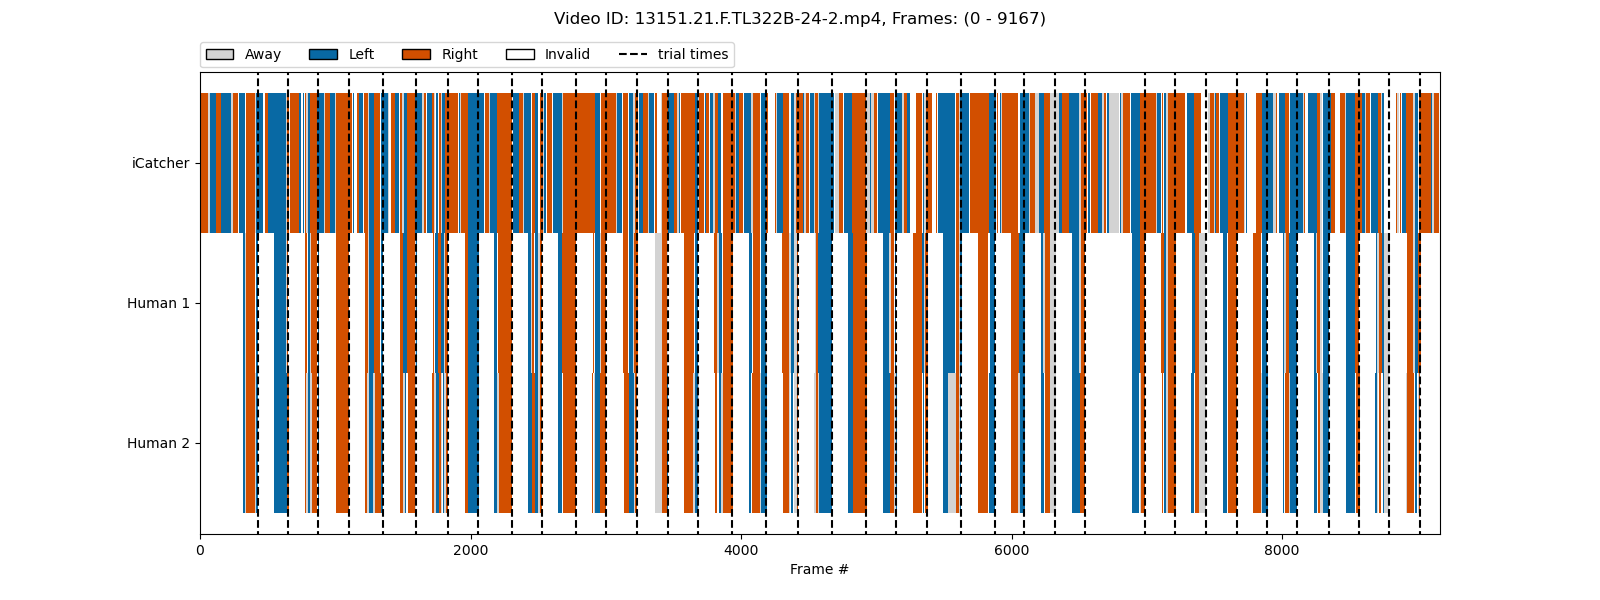 Video ID: 13151.21.F.TL322B-24-2.mp4, Frames: (0 - 9167)
Away Left Right Invalid trial times
iCatcher
Human 1
Human 2
0 2000 4000 6000 8000
Frame #